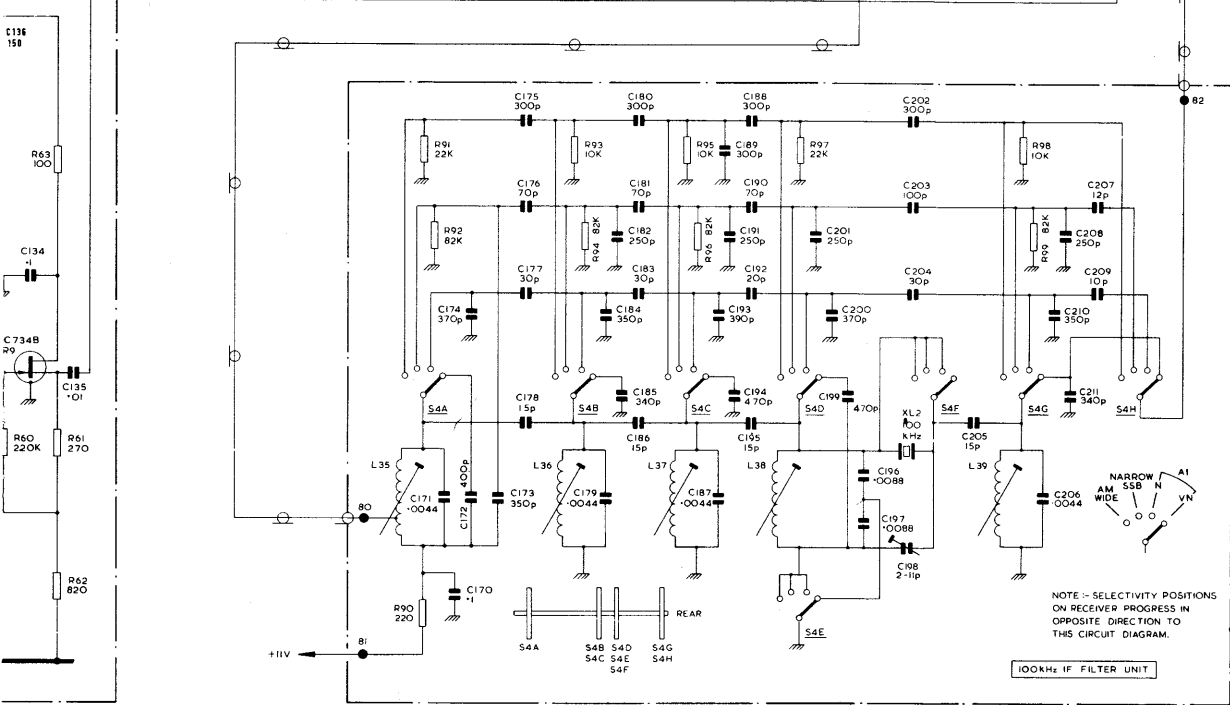 C136
150
R63
100
C134
·1
C734B
R9
C135
·01
R60
220K
R61
270
R62
820
C175
300p
C180
300p
C188
300p
C202
300p
82
R91
22K
R93
10K
R95
10K
C189
300p
R97
22K
R98
10K
C176
70p
C181
70p
C190
70p
C203
100p
C207
12p
R92
82K
R94 82K
C182
250p
R96 82K
C191
250p
C201
250p
R99 82K
C208
250p
C177
30p
C183
30p
C192
20p
C204
30p
C209
10p
C174
370p
C184
350p
C193
390p
C200
370p
C210
350p
S4A
C178
15p
S4B
C185
340p
S4C
C194
470p
S4D
C199
470p
S4F
S4G
C211
340p
S4H
XL2
100
kHz
C186
15p
C195
15p
C205
15p
L35
C171
·0044
C172 400p
C173
350p
L36
C179
·0044
L37
C187
·0044
L38
C196
·0088
C197
·0088
C198
2-11p
L39
C206
·0044
AM
WIDE
NARROW
SSB
N
A1
VN
80
C170
·1
R90
220
81
+11V
REAR
S4A
S4B
S4C
S4D
S4E
S4F
S4G
S4H
S4E
NOTE :- SELECTIVITY POSITIONS
ON RECEIVER PROGRESS IN
OPPOSITE DIRECTION TO
THIS CIRCUIT DIAGRAM.
100kHz IF FILTER UNIT